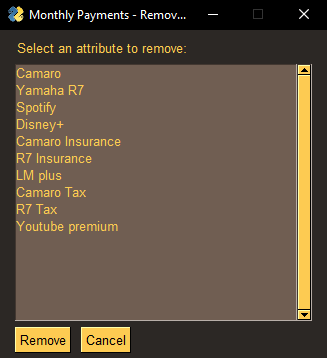 Monthly Payments - Remov...
Select an attribute to remove:
Camaro
Yamaha R7
Spotify
Disney+
Camaro Insurance
R7 Insurance
LM plus
Camaro Tax
R7 Tax
Youtube premium
Remove
Cancel